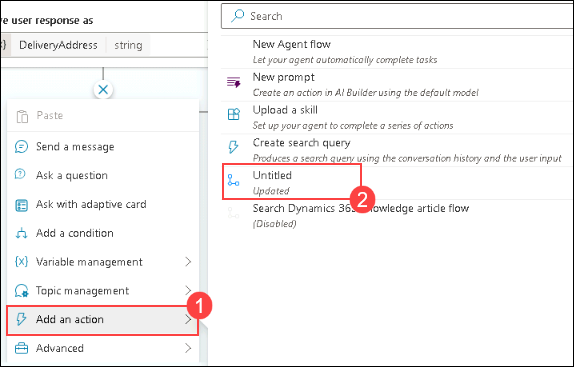 ve user response as
DeliveryAddress string
Paste
Send a message
Ask a question
Ask with adaptive card
Add a condition
{x} Variable management
Topic management
Add an action
1
Advanced
Search
New Agent flow
Let your agent automatically complete tasks
New prompt
Create an action in AI Builder using the default model
Upload a skill
Set up your agent to complete a series of actions
Create search query
Produces a search query using the conversation history and the user input
Untitled
Updated
2
Search Dynamics 36 knowledge article flow
(Disabled)